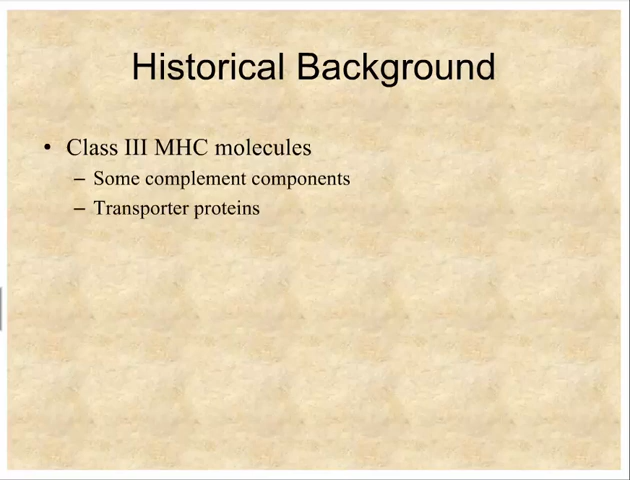 Historical Background
• Class III MHC molecules
– Some complement components
– Transporter proteins